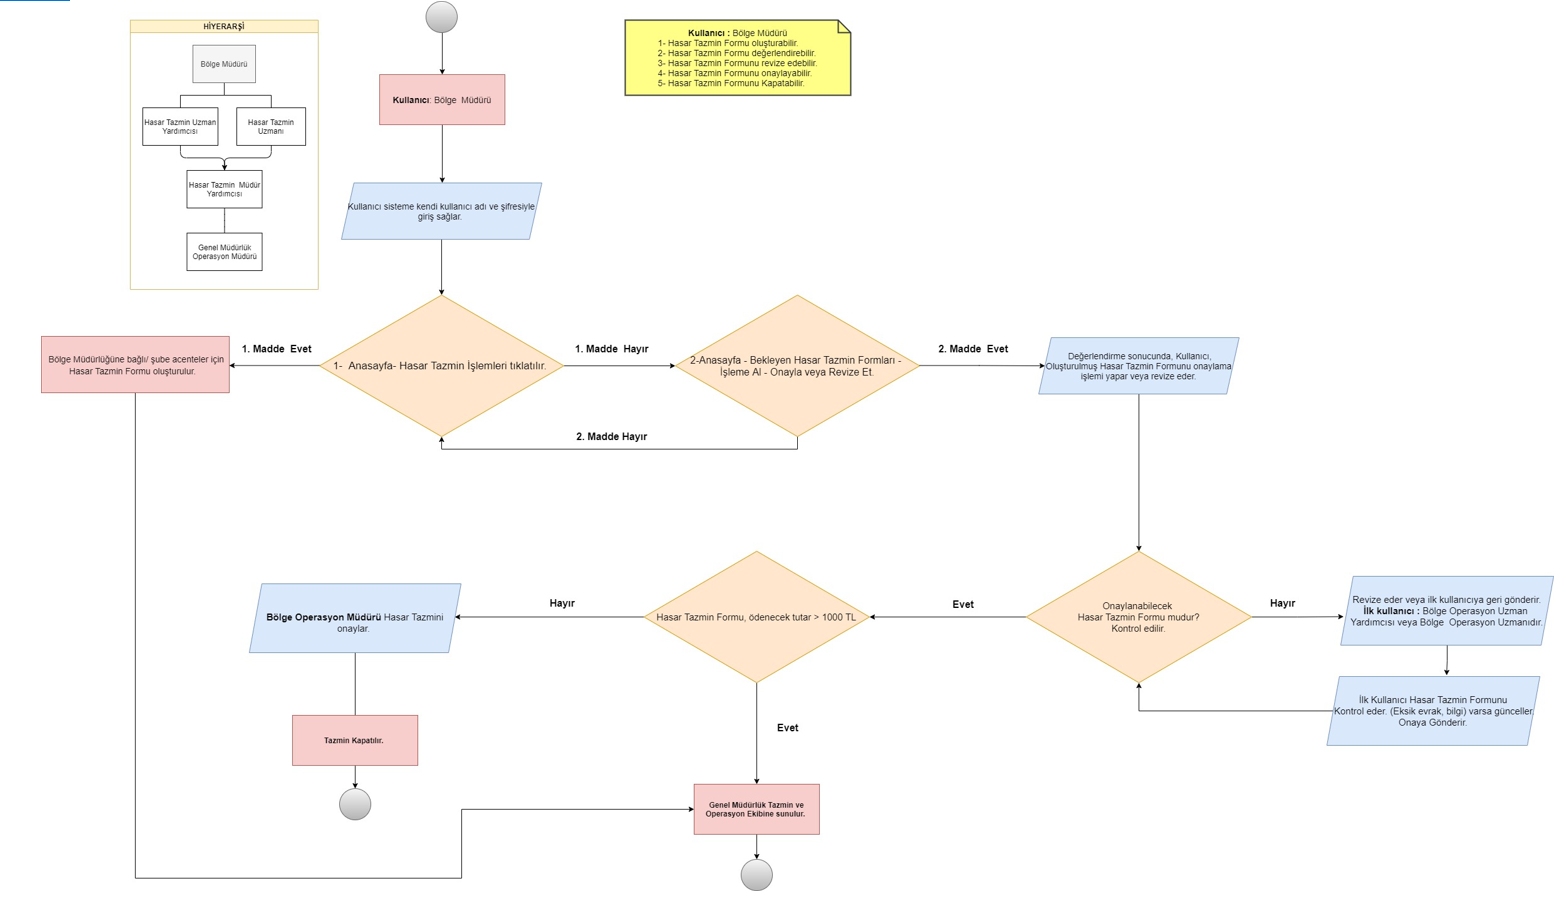 HİYERARŞİ
Bölge Müdürü
Hasar Tazmin Uzman
Yardımcısı
Hasar Tazmin
Uzmanı
Hasar Tazmin  Müdür
Yardımcısı
Genel Müdürlük
Operasyon Müdürü
Kullanıcı : Bölge Müdürü
1- Hasar Tazmin Formu oluşturabilir.
2- Hasar Tazmin Formu değerlendirebilir.
3- Hasar Tazmin Formunu revize edebilir.
4- Hasar Tazmin Formunu onaylayabilir.
5- Hasar Tazmin Formunu Kapatabilir.
Kullanıcı: Bölge  Müdürü
Kullanıcı sisteme kendi kullanıcı adı ve şifresiyle
giriş sağlar.
1-  Anasayfa- Hasar Tazmin İşlemleri tıklatılır.
1. Madde  Evet
Bölge Müdürlüğüne bağlı/ şube acenteler için
Hasar Tazmin Formu oluşturulur.
1. Madde  Hayır
2-Anasayfa - Bekleyen Hasar Tazmin Formları -
İşleme Al - Onayla veya Revize Et.
2. Madde Hayır
2. Madde  Evet
Değerlendirme sonucunda, Kullanıcı,
Oluşturulmuş Hasar Tazmin Formunu onaylama
işlemi yapar veya revize eder.
Onaylanabilecek
Hasar Tazmin Formu mudur?
Kontrol edilir.
Hayır
Revize eder veya ilk kullanıcıya geri gönderir.
İlk kullanıcı : Bölge Operasyon Uzman
Yardımcısı veya Bölge  Operasyon Uzmanıdır.
İlk Kullanıcı Hasar Tazmin Formunu
Kontrol eder. (Eksik evrak, bilgi) varsa günceller.
Onaya Gönderir.
Evet
Hasar Tazmin Formu, ödenecek tutar > 1000 TL
Hayır
Bölge Operasyon Müdürü Hasar Tazmini
onaylar.
Tazmin Kapatılır.
Evet
Genel Müdürlük Tazmin ve
Operasyon Ekibine sunulur.